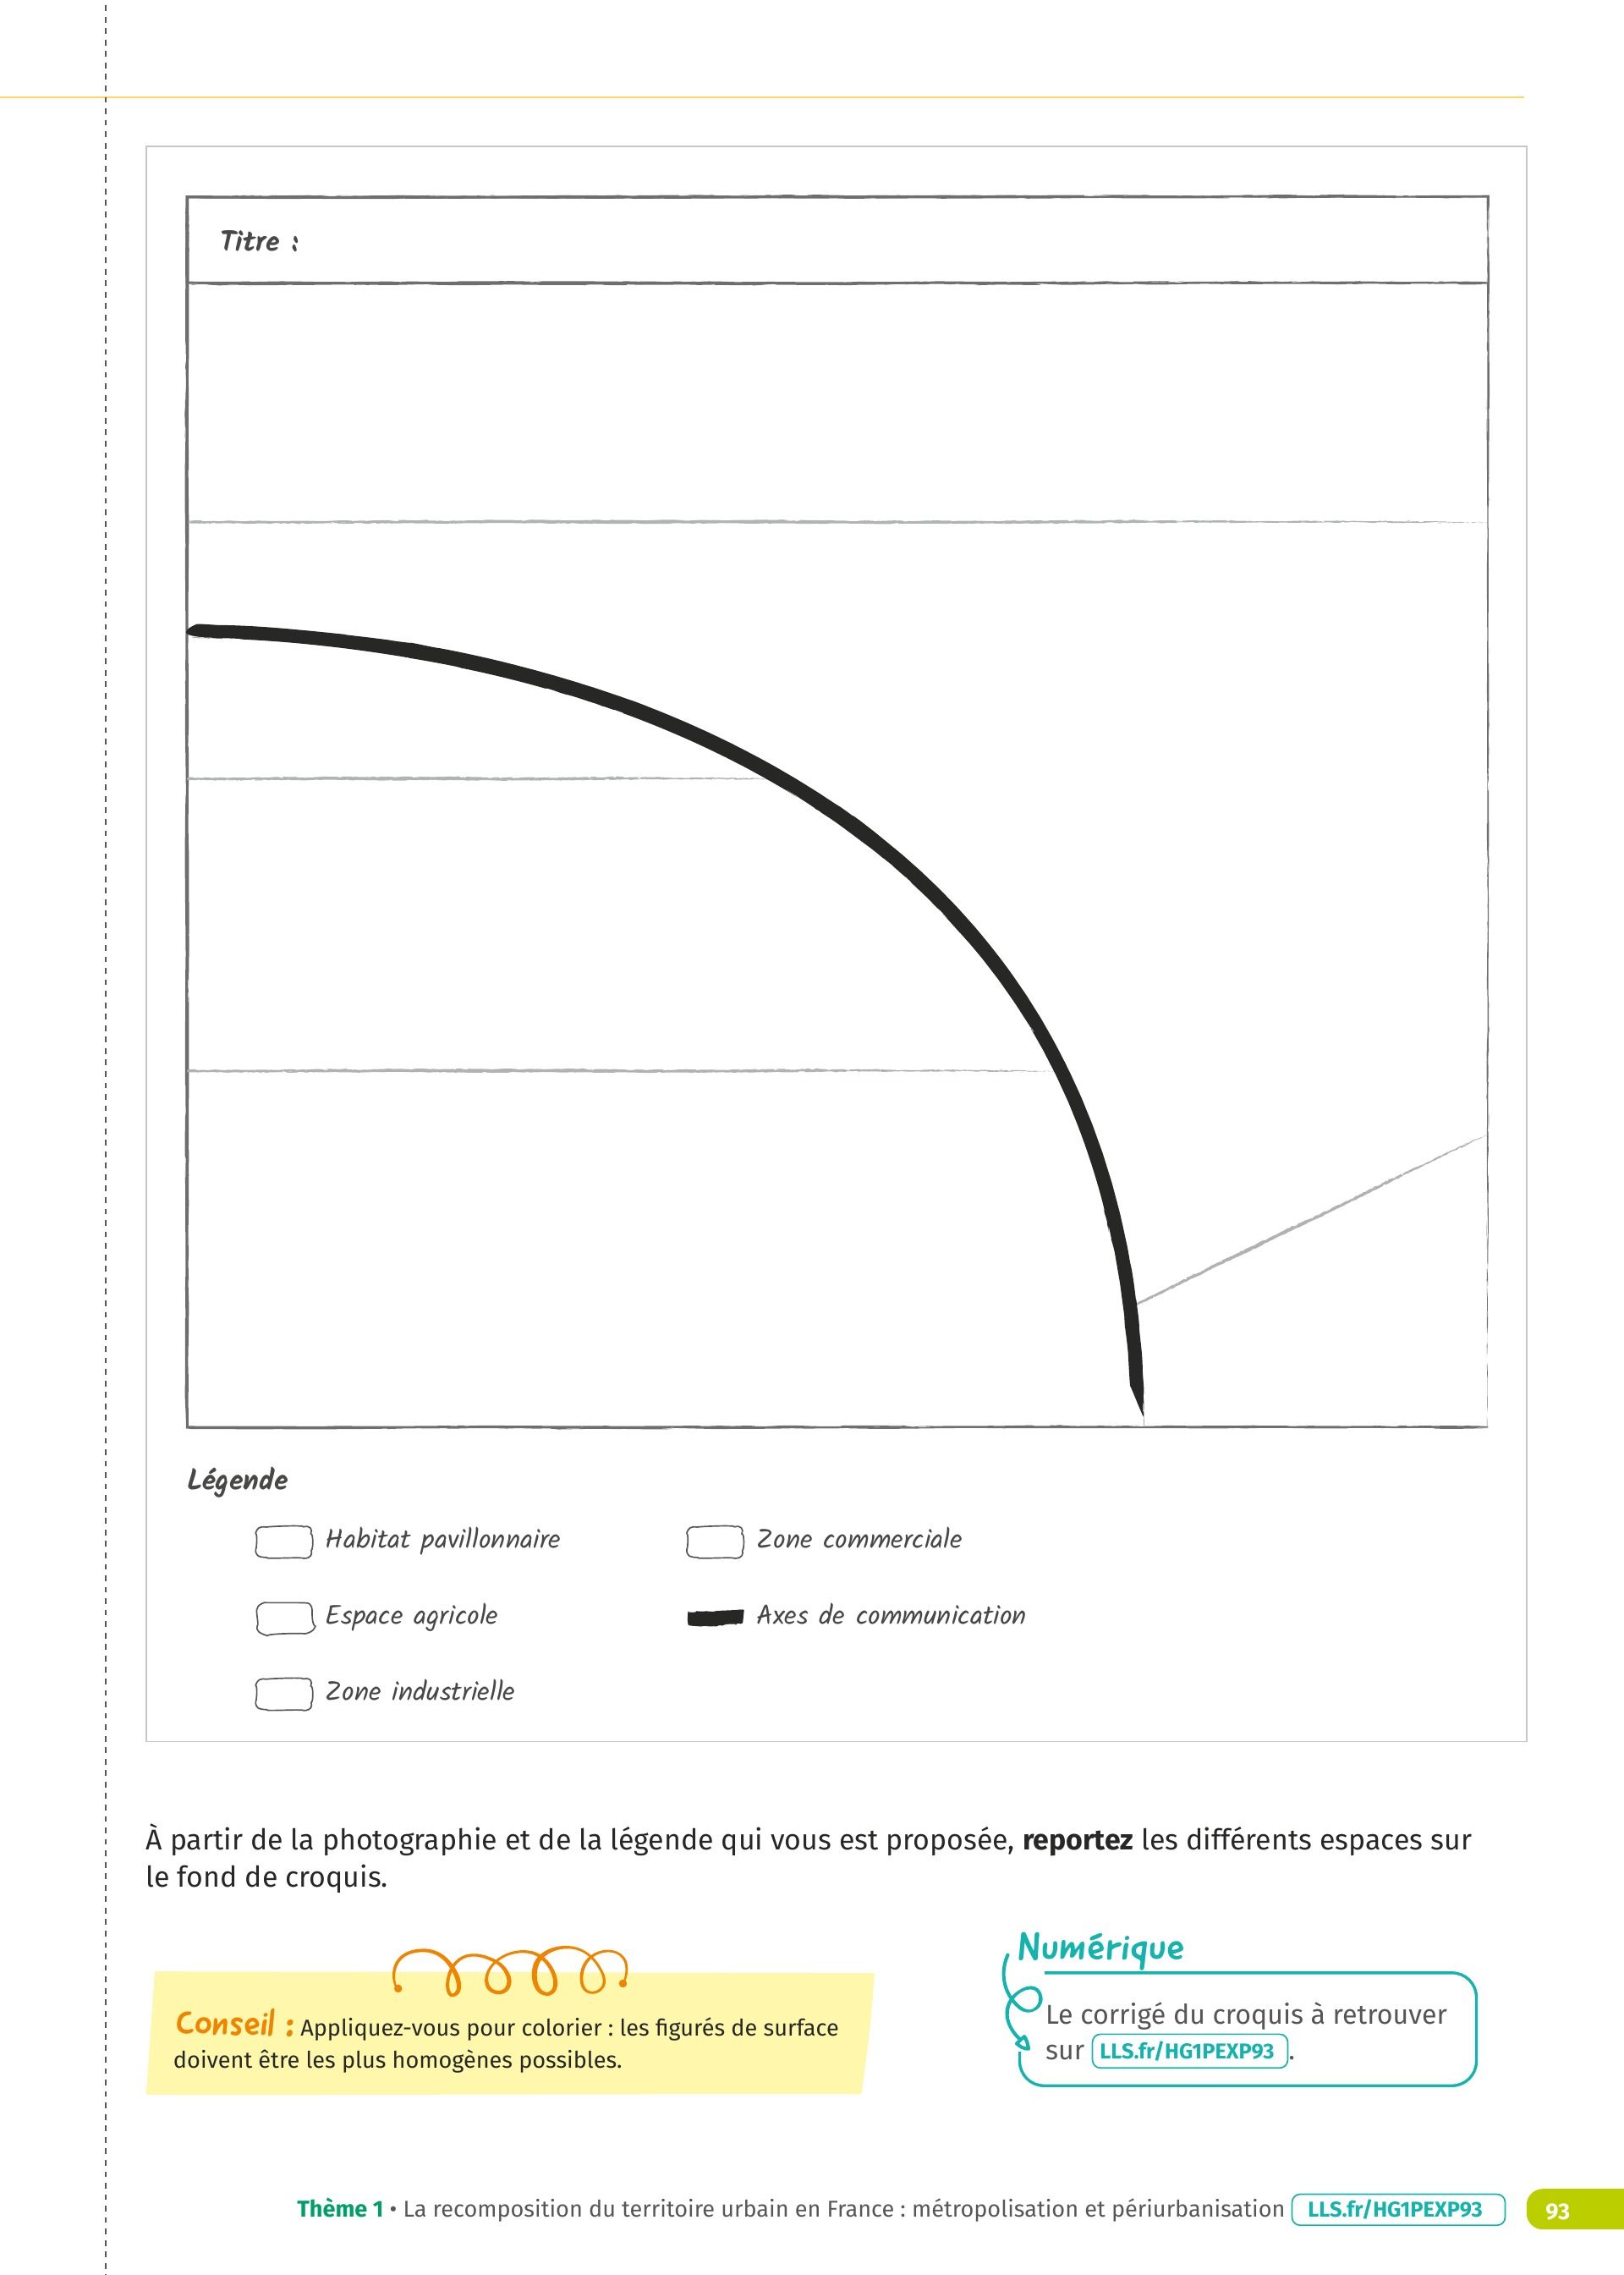 Titre :
Légende
Habitat pavillonnaire
Zone commerciale
Espace agricole
Axes de communication
Zone industrielle
À partir de la photographie et de la légende qui vous est proposée, reportez les différents espaces sur
le fond de croquis.
Conseil : Appliquez-vous pour colorier : les figurés de surface
doivent être les plus homogènes possibles.
Numérique
Le corrigé du croquis à retrouver
sur LLS.fr/HG1PEXP93.
Thème 1 • La recomposition du territoire urbain en France : métropolisation et périurbanisation LLS.fr/HG1PEXP93 93